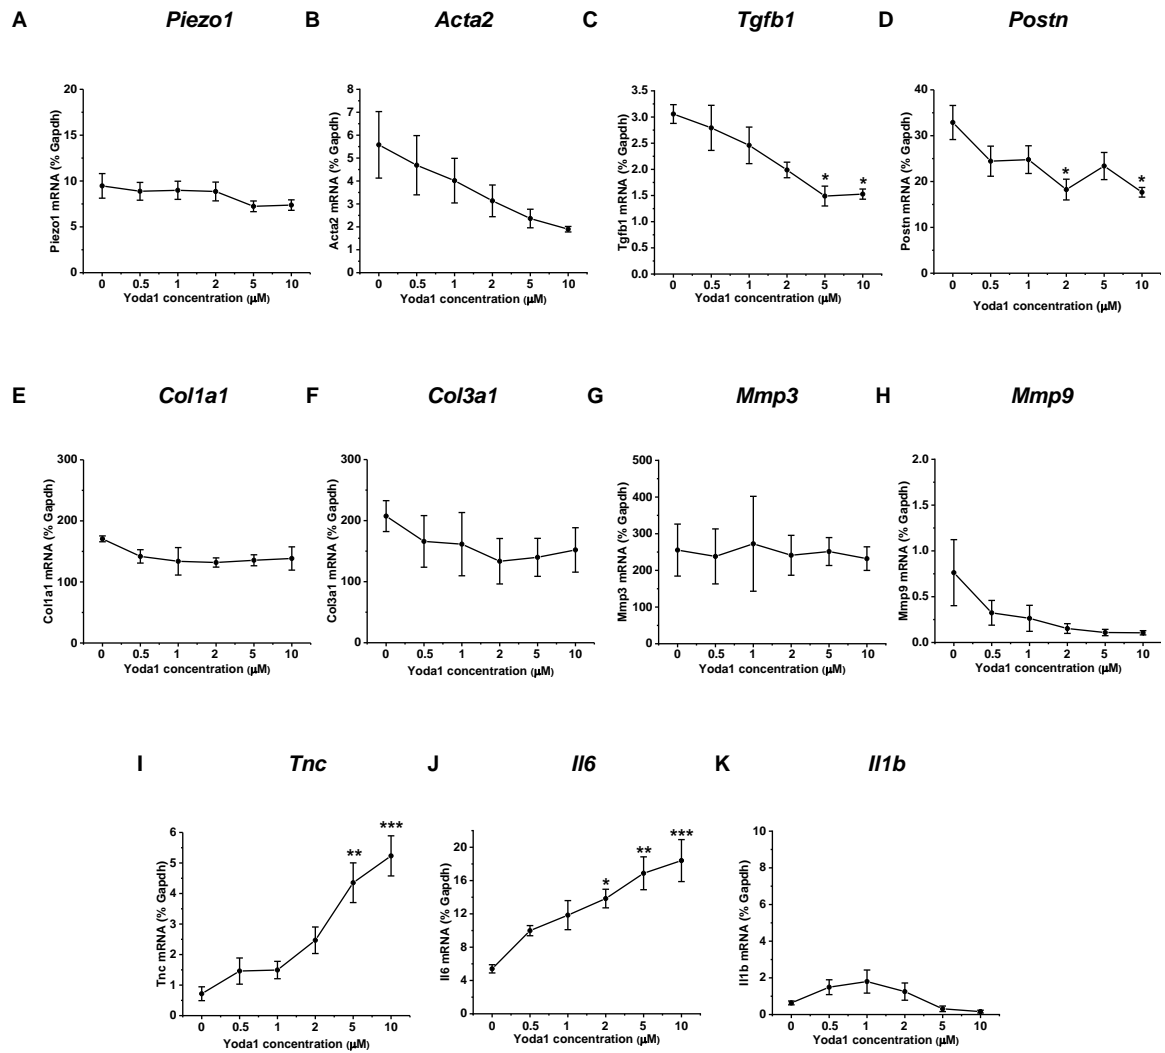 A Piezo1 B Acta2 C Tgfb1 D Postn
Piezo1 mRNA (% Gapdh)
20
15
10
5
0
0 0.5 1 2 5 10
Yoda1 concentration (μM)
Acta2 mRNA (% Gapdh)
8
7
6
5
4
3
2
1
0
0 0.5 1 2 5 10
Yoda1 concentration (μM)
Tgfb1 mRNA (% Gapdh)
3.5
3.0
2.5
2.0
1.5
1.0
0.5
0.0
* *
0 0.5 1 2 5 10
Yoda1 concentration (μM)
Postn mRNA (% Gapdh)
40
30
20
10
0
* *
0 0.5 1 2 5 10
Yoda1 concentration (μM)
E Col1a1 F Col3a1 G Mmp3 H Mmp9
Col1a1 mRNA (% Gapdh)
300
200
100
0
0 0.5 1 2 5 10
Yoda1 concentration (μM)
Col3a1 mRNA (% Gapdh)
300
200
100
0
0 0.5 1 2 5 10
Yoda1 concentration (μM)
Mmp3 mRNA (% Gapdh)
500
400
300
200
100
0
0 0.5 1 2 5 10
Yoda1 concentration (μM)
Mmp9 mRNA (% Gapdh)
2.0
1.5
1.0
0.5
0.0
0 0.5 1 2 5 10
Yoda1 concentration (μM)
I Tnc J Il6 K Il1b
Tnc mRNA (% Gapdh)
6
5
4
3
2
1
0
** ***
0 0.5 1 2 5 10
Yoda1 concentration (μM)
Il6 mRNA (% Gapdh)
20
16
12
8
4
0
* ** ***
0 0.5 1 2 5 10
Yoda1 concentration (μM)
Il1b mRNA (% Gapdh)
10
8
6
4
2
0
0 0.5 1 2 5 10
Yoda1 concentration (μM)